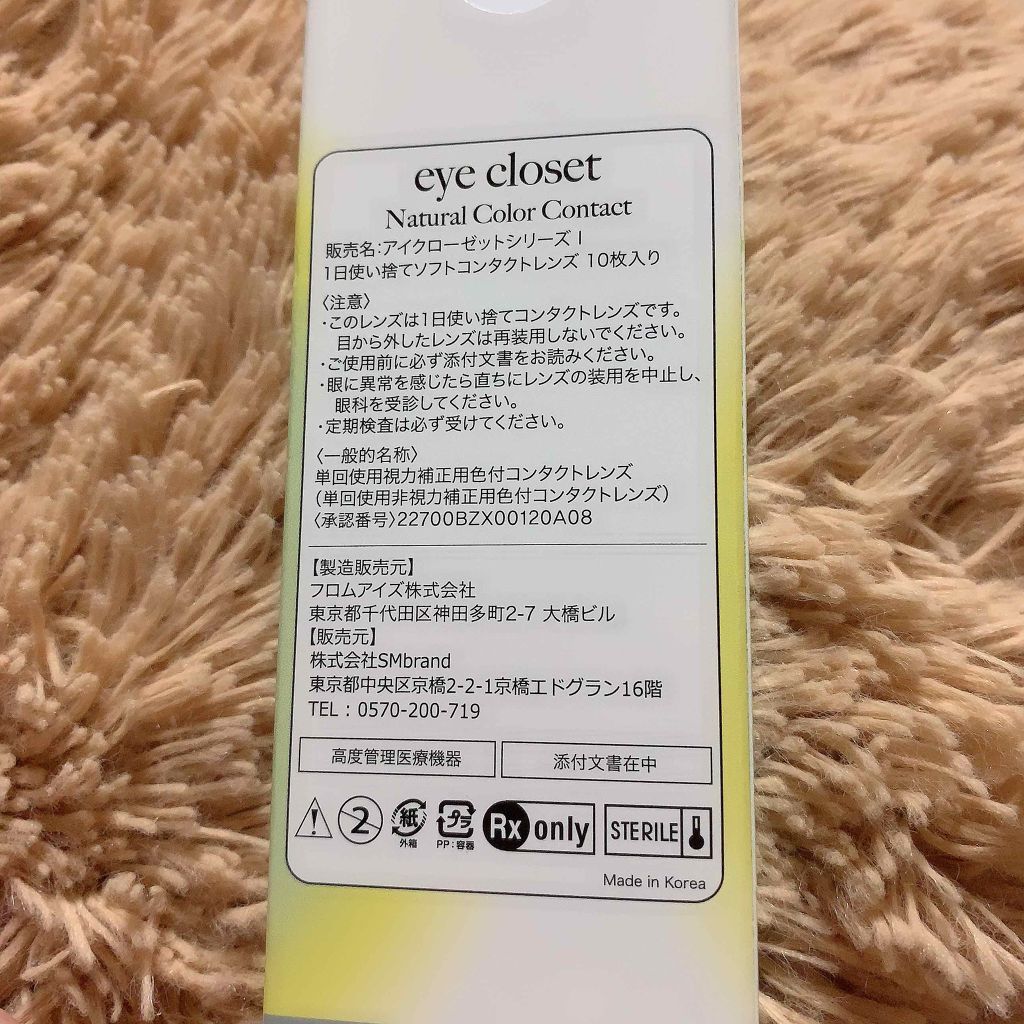 eye closet
Natural Color Contact
販売名:アイクローゼットシリーズ I
1日使い捨てソフトコンタクトレンズ 10枚入り
〈注意〉
・このレンズは1日使い捨てコンタクトレンズです。
目から外したレンズは再装用しないでください。
・ご使用前に必ず添付文書をお読みください。
・眼に異常を感じたら直ちにレンズの装用を中止し、
眼科を受診してください。
・定期検査は必ず受けてください。
〈一般的名称〉
単回使用視力補正用色付コンタクトレンズ
(単回使用非視力補正用色付コンタクトレンズ)
〈承認番号〉22700BZX00120A08
【製造販売元】
フロムアイズ株式会社
東京都千代田区神田多町2-7 大橋ビル
【販売元】
株式会社SMbrand
東京都中央区京橋2-2-1京橋エドグラン16階
TEL : 0570-200-719
高度管理医療機器 添付文書在中
! 2 紙 プラ Rx only STERILE
外箱 PP:容器
Made in Korea